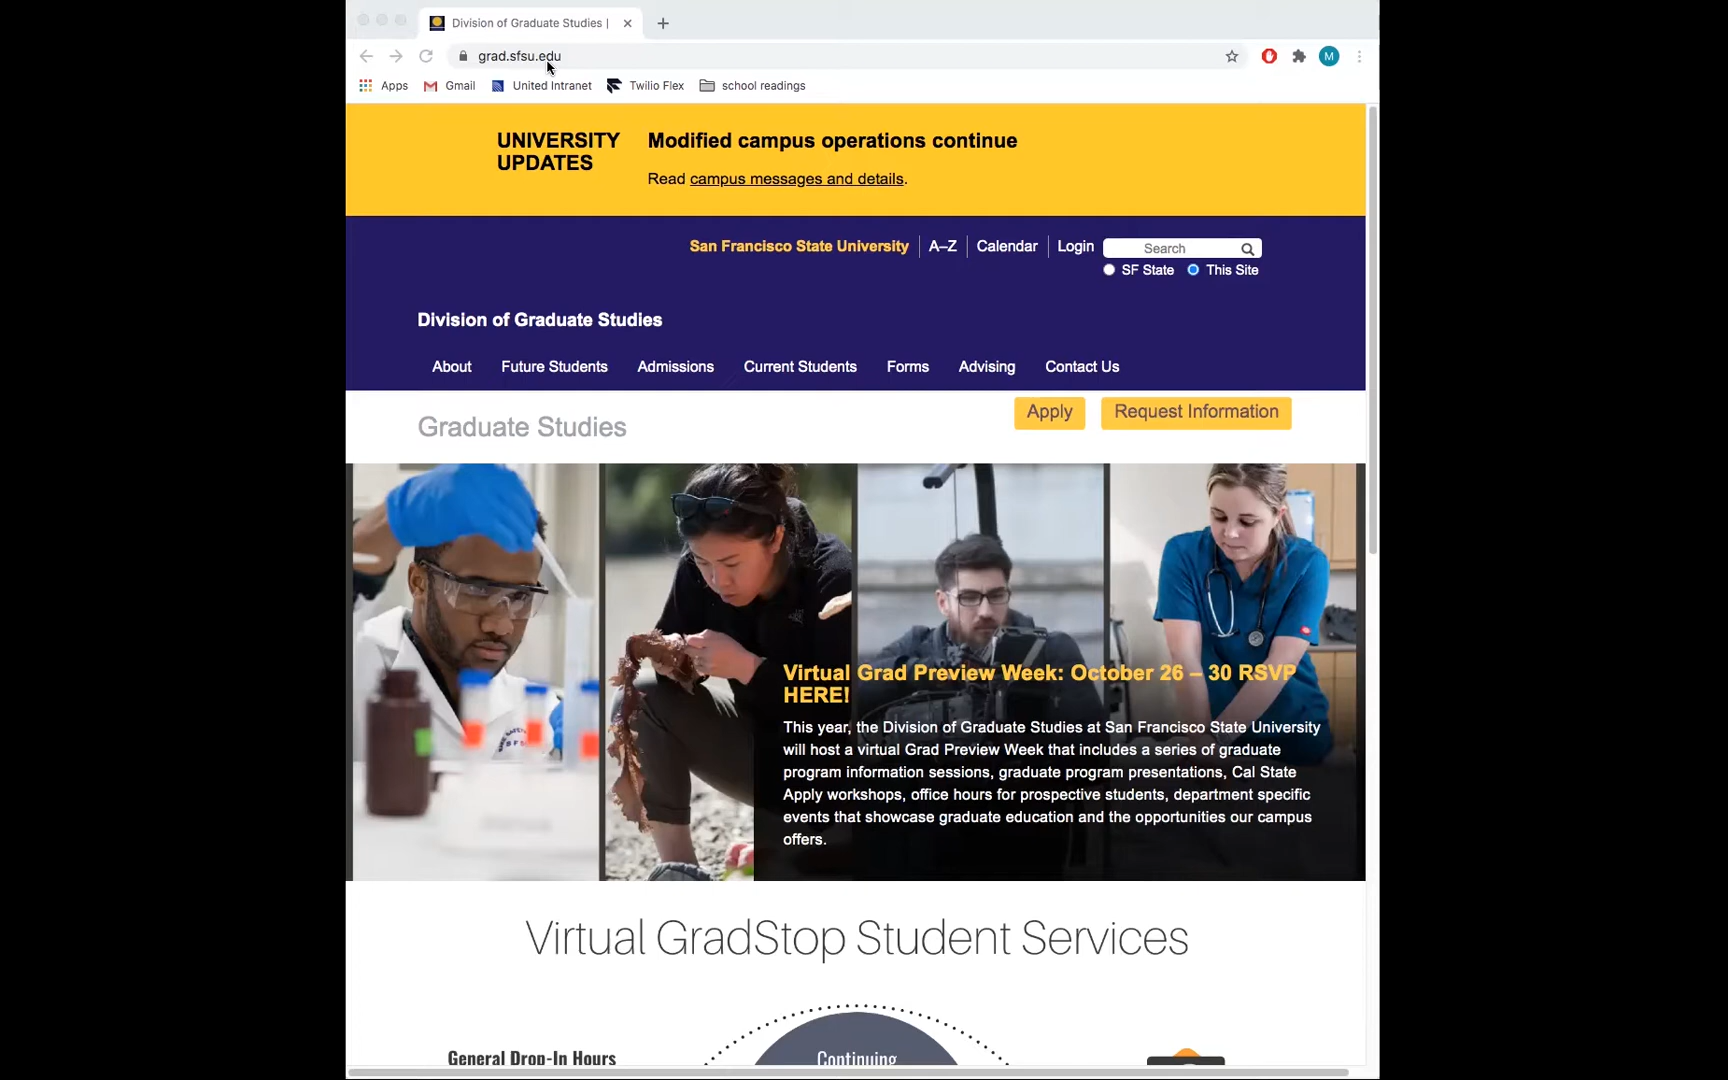 Division of Graduate Studies |
grad.sfsu.edu
M
Apps Gmail United Intranet Twilio Flex school readings
UNIVERSITY UPDATES
Modified campus operations continue
Read campus messages and details.
San Francisco State University A–Z Calendar Login Search
SF State This Site
Division of Graduate Studies
About Future Students Admissions Current Students Forms Advising Contact Us
Graduate Studies
Apply Request Information
Virtual Grad Preview Week: October 26 – 30 RSVP
HERE!
This year, the Division of Graduate Studies at San Francisco State University
will host a virtual Grad Preview Week that includes a series of graduate
program information sessions, graduate program presentations, Cal State
Apply workshops, office hours for prospective students, department specific
events that showcase graduate education and the opportunities our campus
offers.
Virtual GradStop Student Services
General Drop-In Hours
Continuing